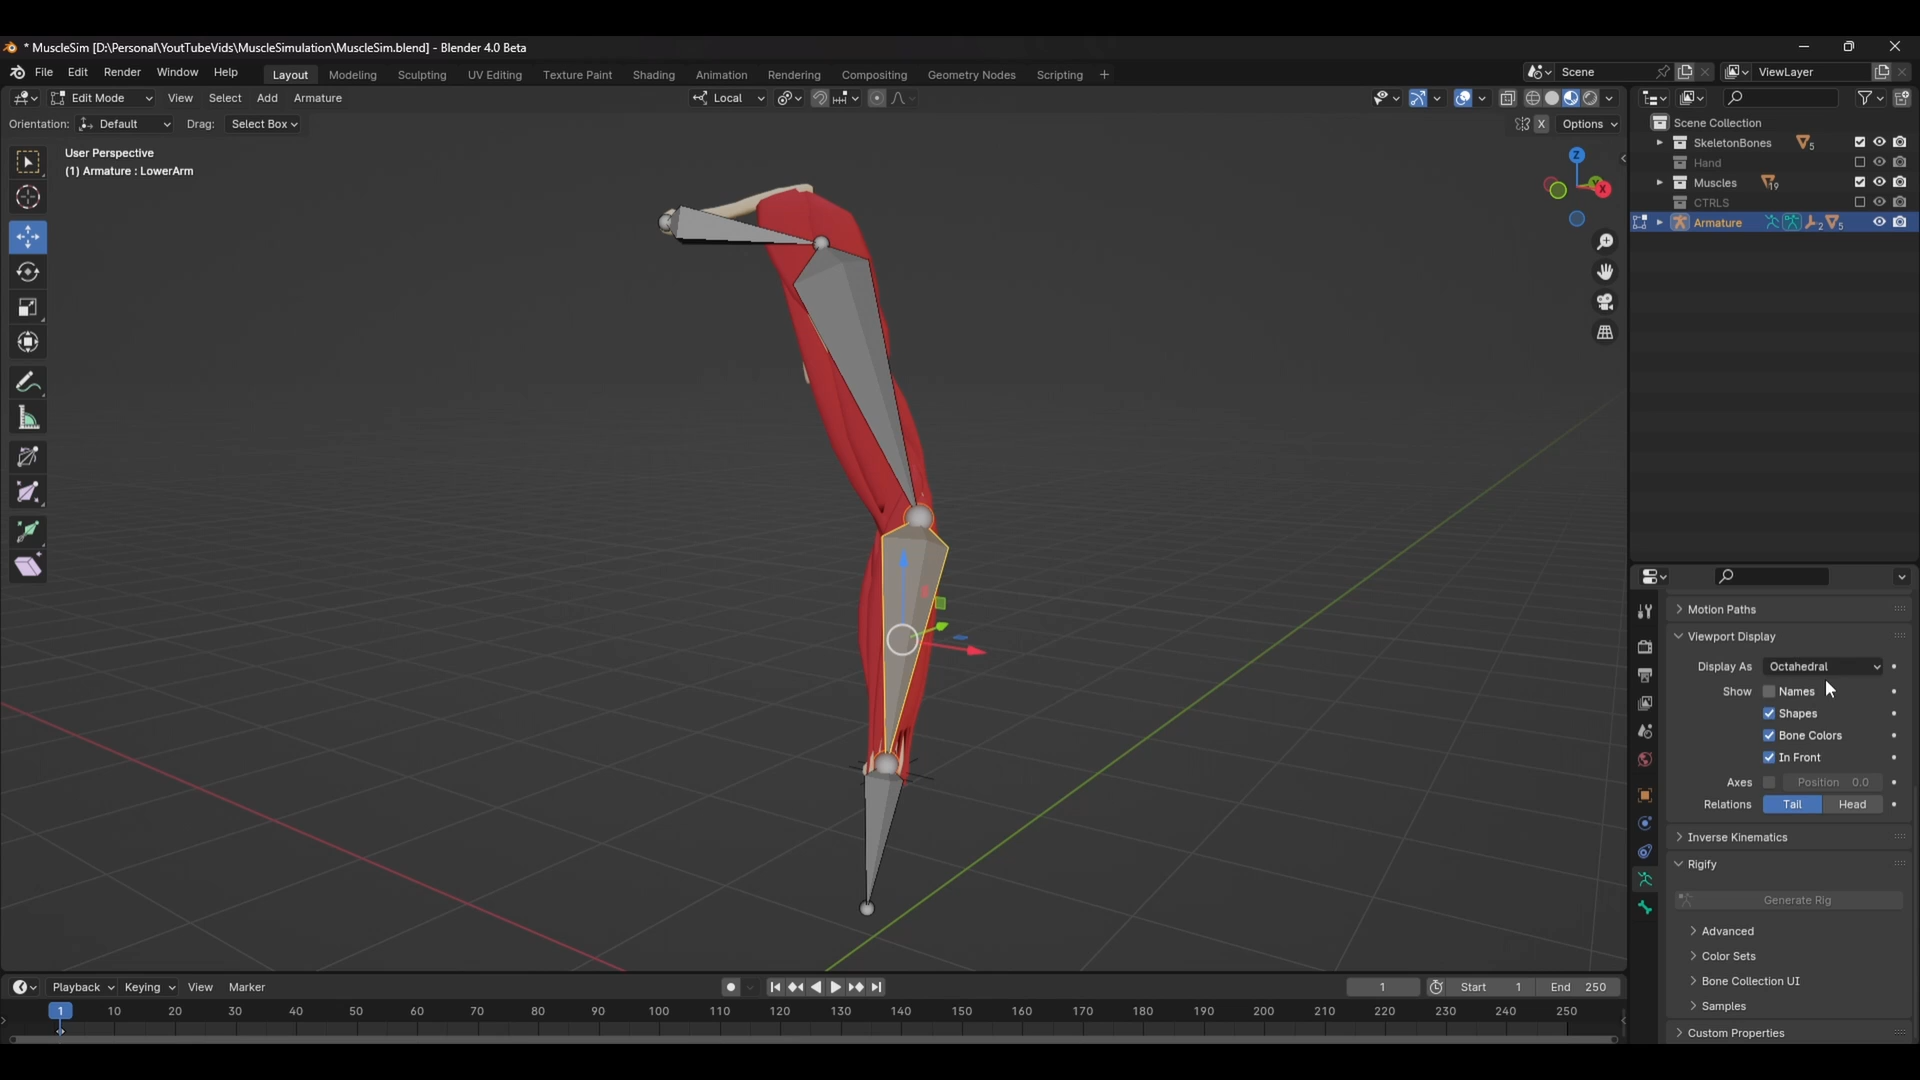 * MuscleSim [D:\Personal\YoutTubeVids\MuscleSimulation\MuscleSim.blend] - Blender 4.0 Beta
File Edit Render Window Help Layout Modeling Sculpting UV Editing Texture Paint Shading Animation Rendering Compositing Geometry Nodes Scripting + Scene ViewLayer
Edit Mode View Select Add Armature Local
Orientation: Default Drag: Select Box X Options
User Perspective
(1) Armature : LowerArm
Z
X
Y
Scene Collection
SkeletonBones 5
Hand
Muscles 19
CTRLS
Armature 2 5
Motion Paths
Viewport Display
Display As Octahedral
Show Names
Shapes
Bone Colors
In Front
Axes Position 0.0
Relations Tail Head
Inverse Kinematics
Rigify
Generate Rig
Advanced
Color Sets
Bone Collection UI
Samples
Custom Properties
Playback Keying View Marker 1 Start 1 End 250
1 10 20 30 40 50 60 70 80 90 100 110 120 130 140 150 160 170 180 190 200 210 220 230 240 250